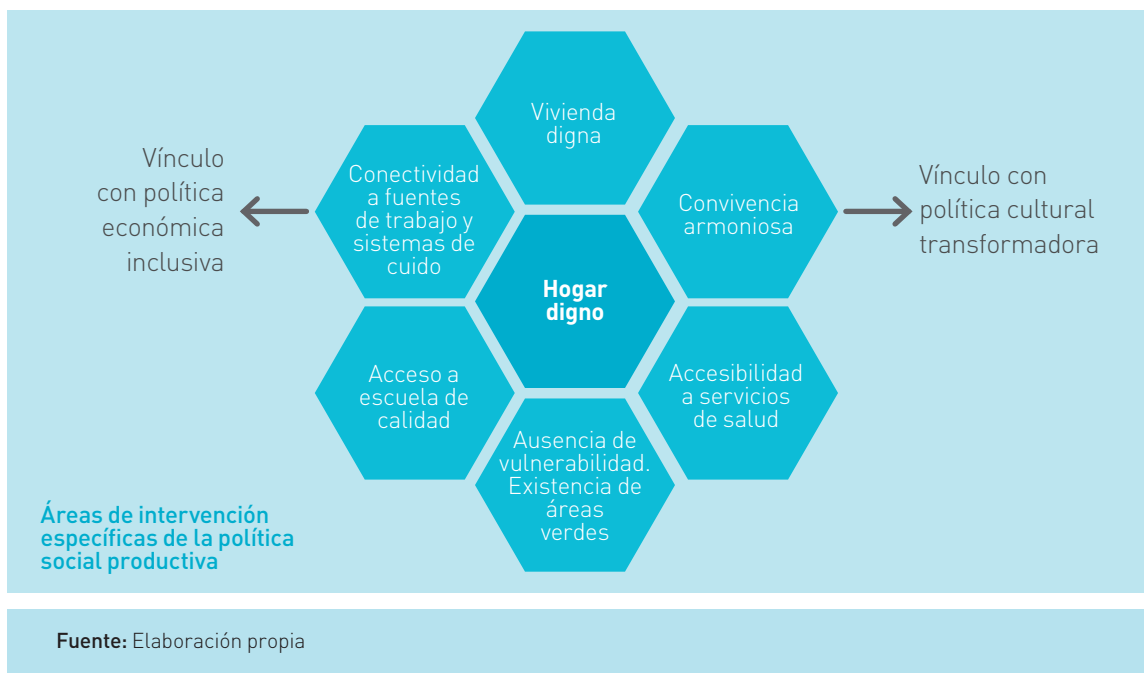 Vivienda
digna
Vínculo
con política
económica
inclusiva
Conectividad
a fuentes
de trabajo y
sistemas de
cuido
Convivencia
armoniosa
Vínculo con
política cultural
transformadora
Hogar
digno
Acceso a
escuela de
calidad
Accesibilidad
a servicios
de salud
Ausencia de
vulnerabilidad.
Existencia de
áreas
verdes
Áreas de intervención
específicas de la política
social productiva
Fuente: Elaboración propia